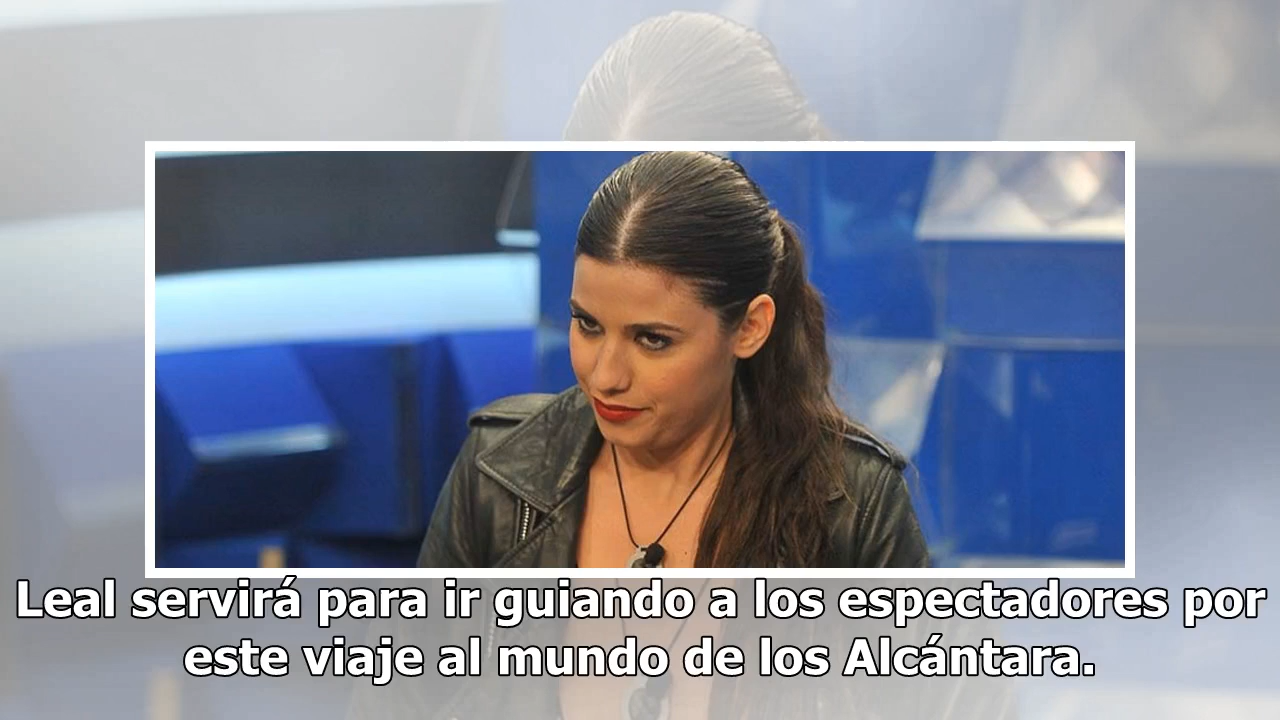 Leal servirá para ir guiando a los espectadores por
este viaje al mundo de los Alcántara.